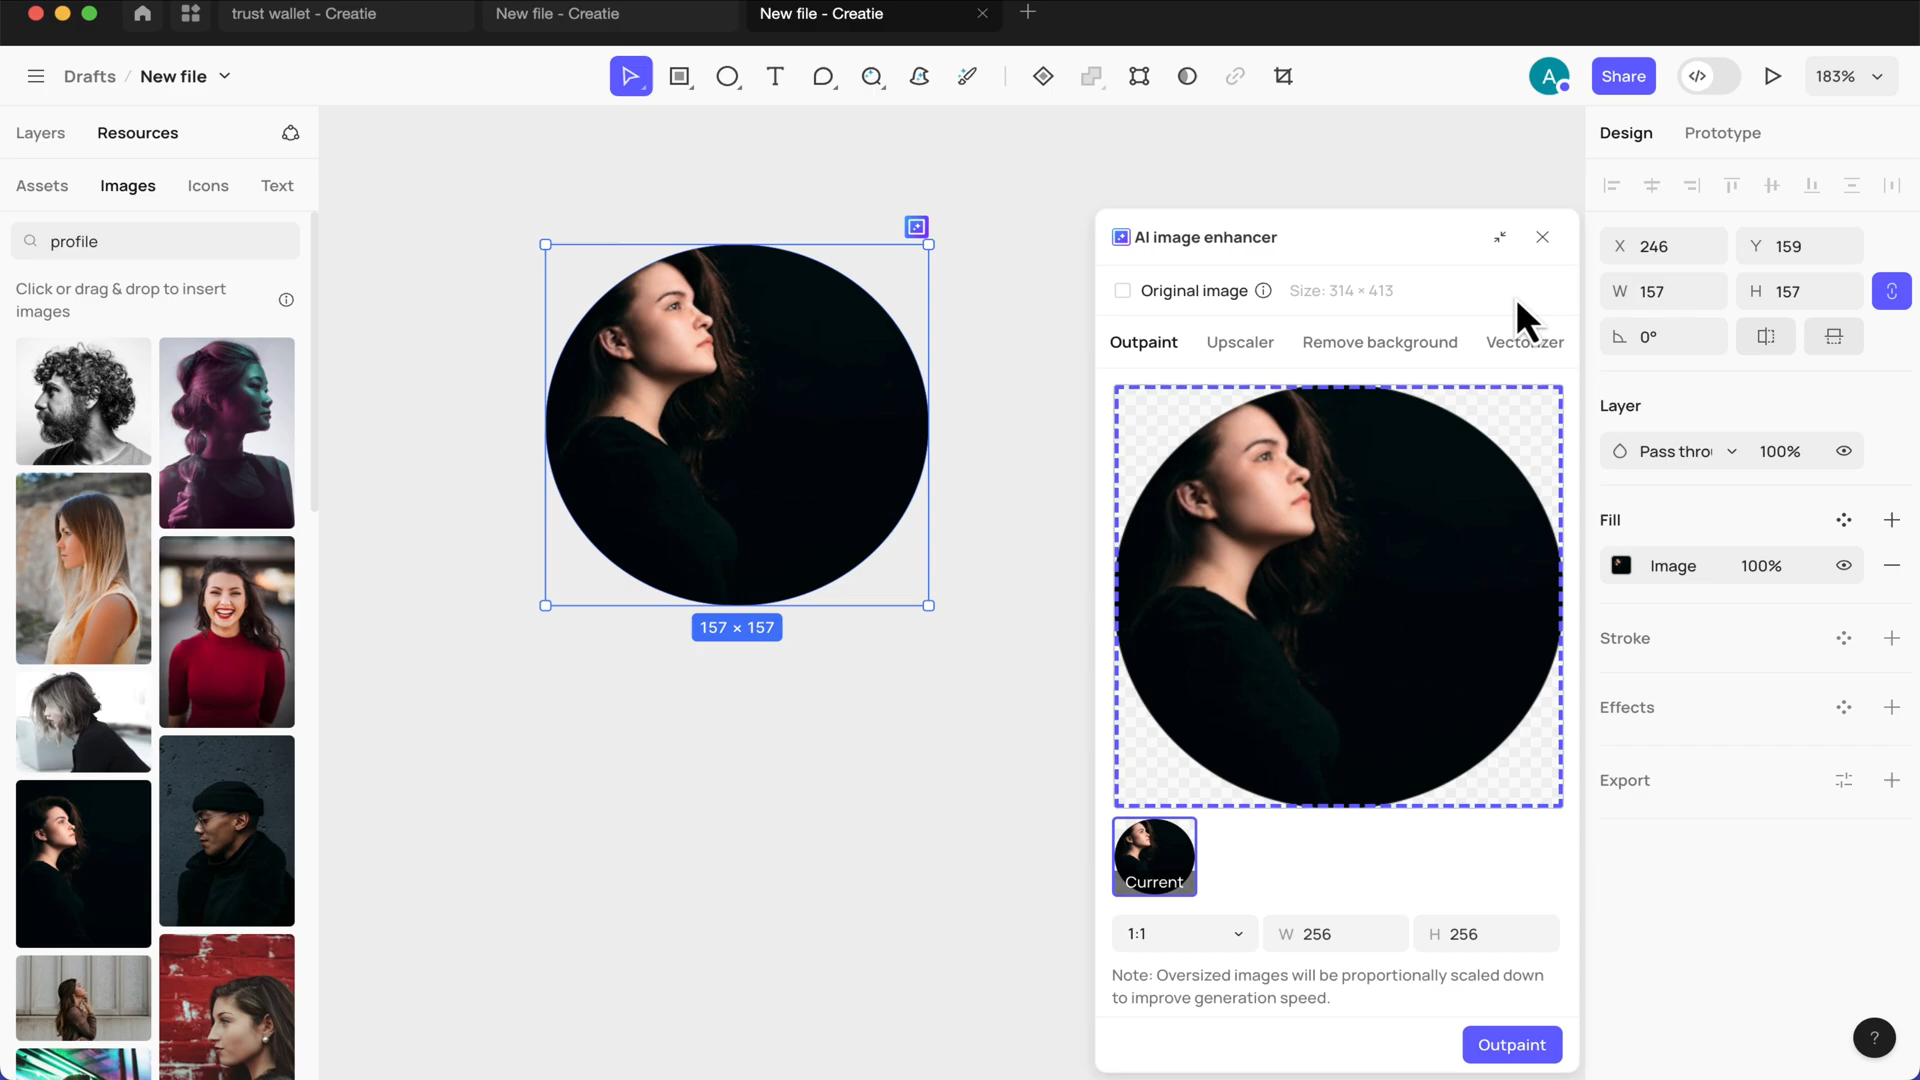 trust wallet - Creatie
New file - Creatie
New file - Creatie
Drafts / New file
T
A
Share
183%
Layers
Resources
Assets
Images
Icons
Text
profile
Click or drag & drop to insert
images
157 × 157
AI image enhancer
Original image
Size: 314 × 413
Outpaint
Upscaler
Remove background
Vectorizer
Current
1:1
W 256
H 256
Note: Oversized images will be proportionally scaled down
to improve generation speed.
Outpaint
Design
Prototype
X 246
Y 159
W 157
H 157
0°
Layer
Pass thro
100%
Fill
Image
100%
Stroke
Effects
Export
?